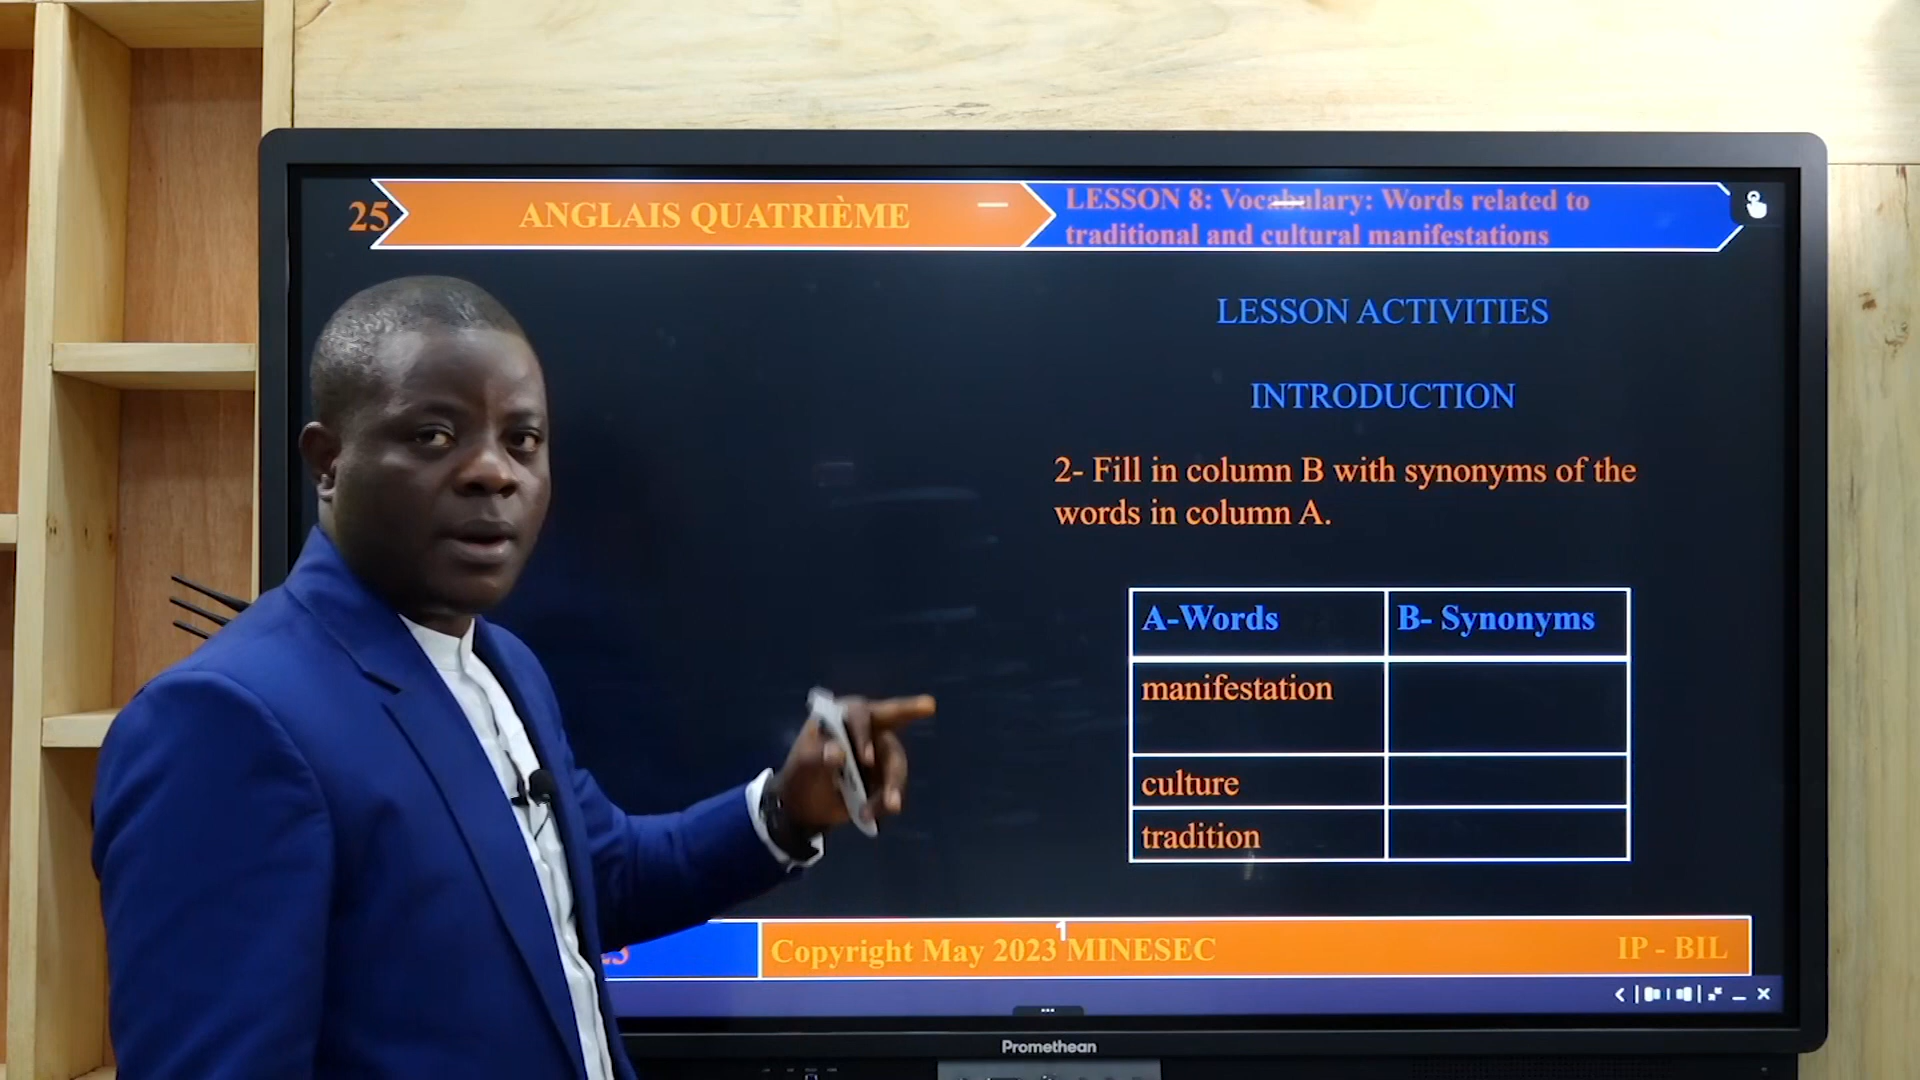 25
ANGLAIS QUATRIÈME
LESSON 8: Vocabulary: Words related to
traditional and cultural manifestations
LESSON ACTIVITIES
INTRODUCTION
2- Fill in column B with synonyms of the
words in column A.
A-Words
B- Synonyms
manifestation
culture
tradition
1
Copyright May 2023 MINESEC
IP - BIL
Promethean